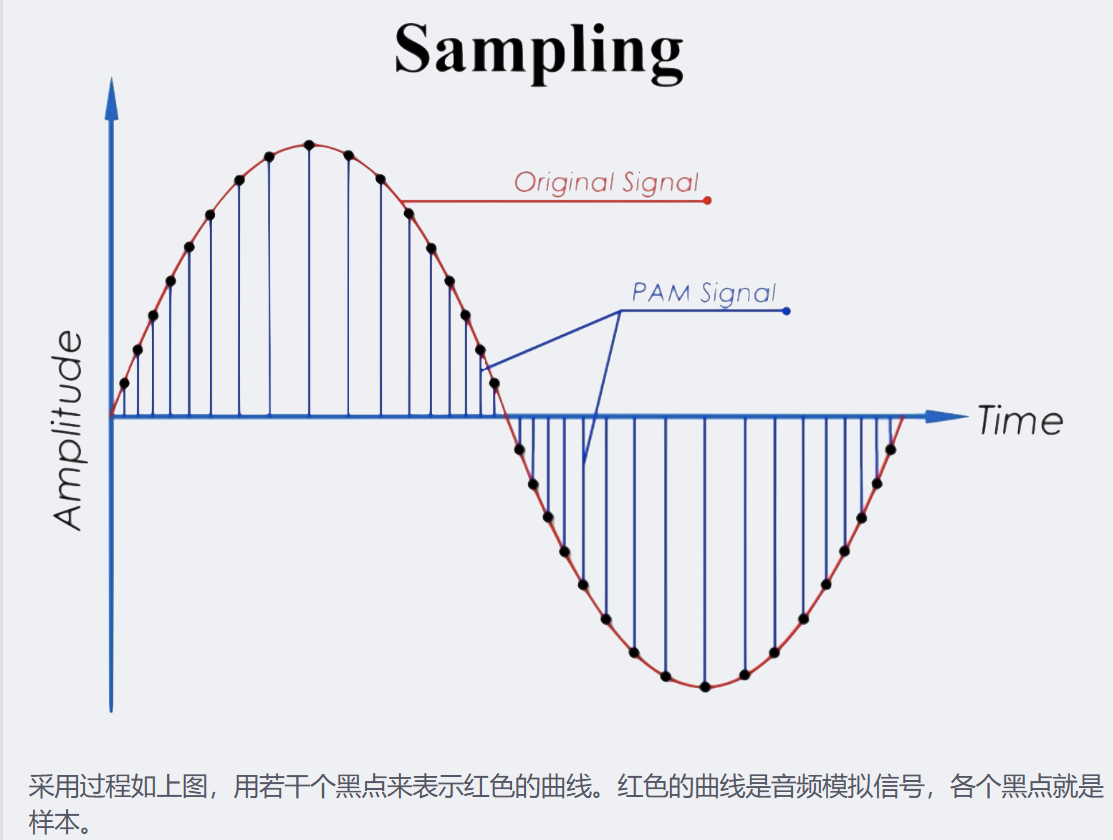 Sampling
Original Signal
PAM Signal
Amplitude
Time
采用过程如上图，用若干个黑点来表示红色的曲线。红色的曲线是音频模拟信号，各个黑点就是
样本。